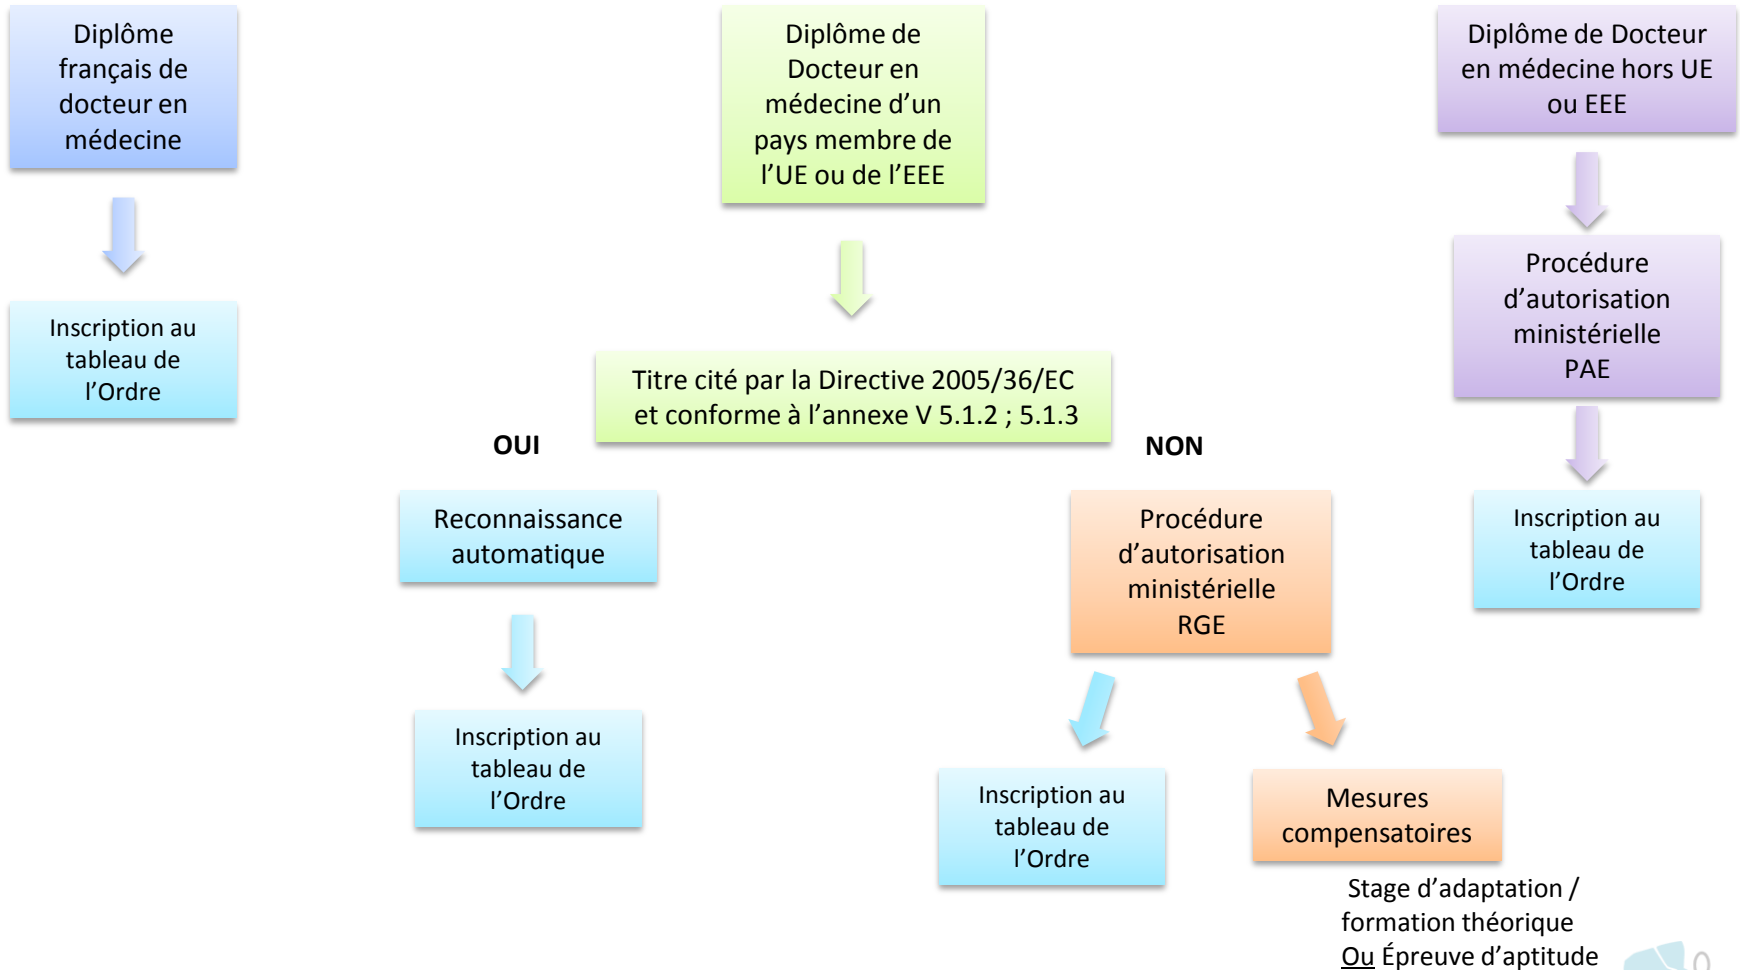 Diplôme
français de
docteur en
médecine
Diplôme de
Docteur en
médecine d’un
pays membre de
l’UE ou de l’EEE
Diplôme de Docteur
en médecine hors UE
ou EEE
Inscription au
tableau de
l’Ordre
Procédure
d’autorisation
ministérielle
PAE
Titre cité par la Directive 2005/36/EC
et conforme à l’annexe V 5.1.2 ; 5.1.3
OUI
NON
Reconnaissance
automatique
Procédure
d’autorisation
ministérielle
RGE
Inscription au
tableau de
l’Ordre
Inscription au
tableau de
l’Ordre
Inscription au
tableau de
l’Ordre
Mesures
compensatoires
Stage d’adaptation /
formation théorique
Ou Épreuve d’aptitude